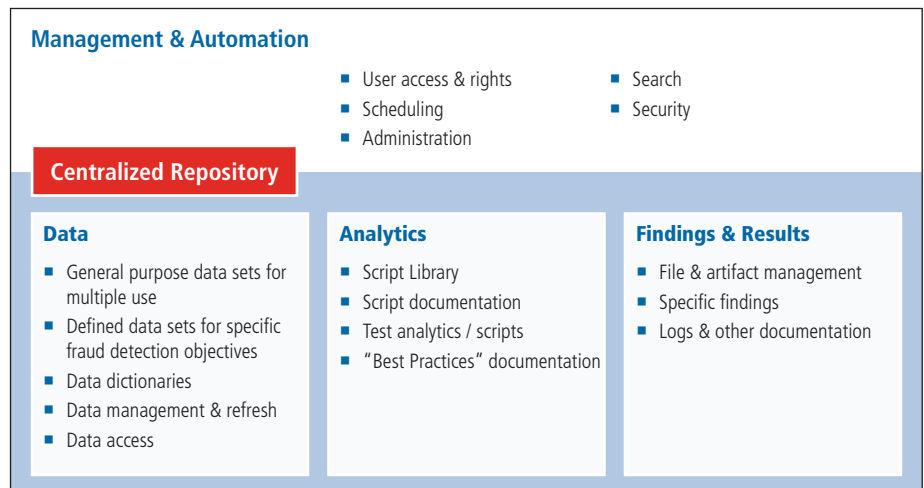 Management & Automation
■ User access & rights
■ Scheduling
■ Administration
■ Search
■ Security
Centralized Repository
Data
■ General purpose data sets for
multiple use
■ Defined data sets for specific
fraud detection objectives
■ Data dictionaries
■ Data management & refresh
■ Data access
Analytics
■ Script Library
■ Script documentation
■ Test analytics / scripts
■ “Best Practices” documentation
Findings & Results
■ File & artifact management
■ Specific findings
■ Logs & other documentation